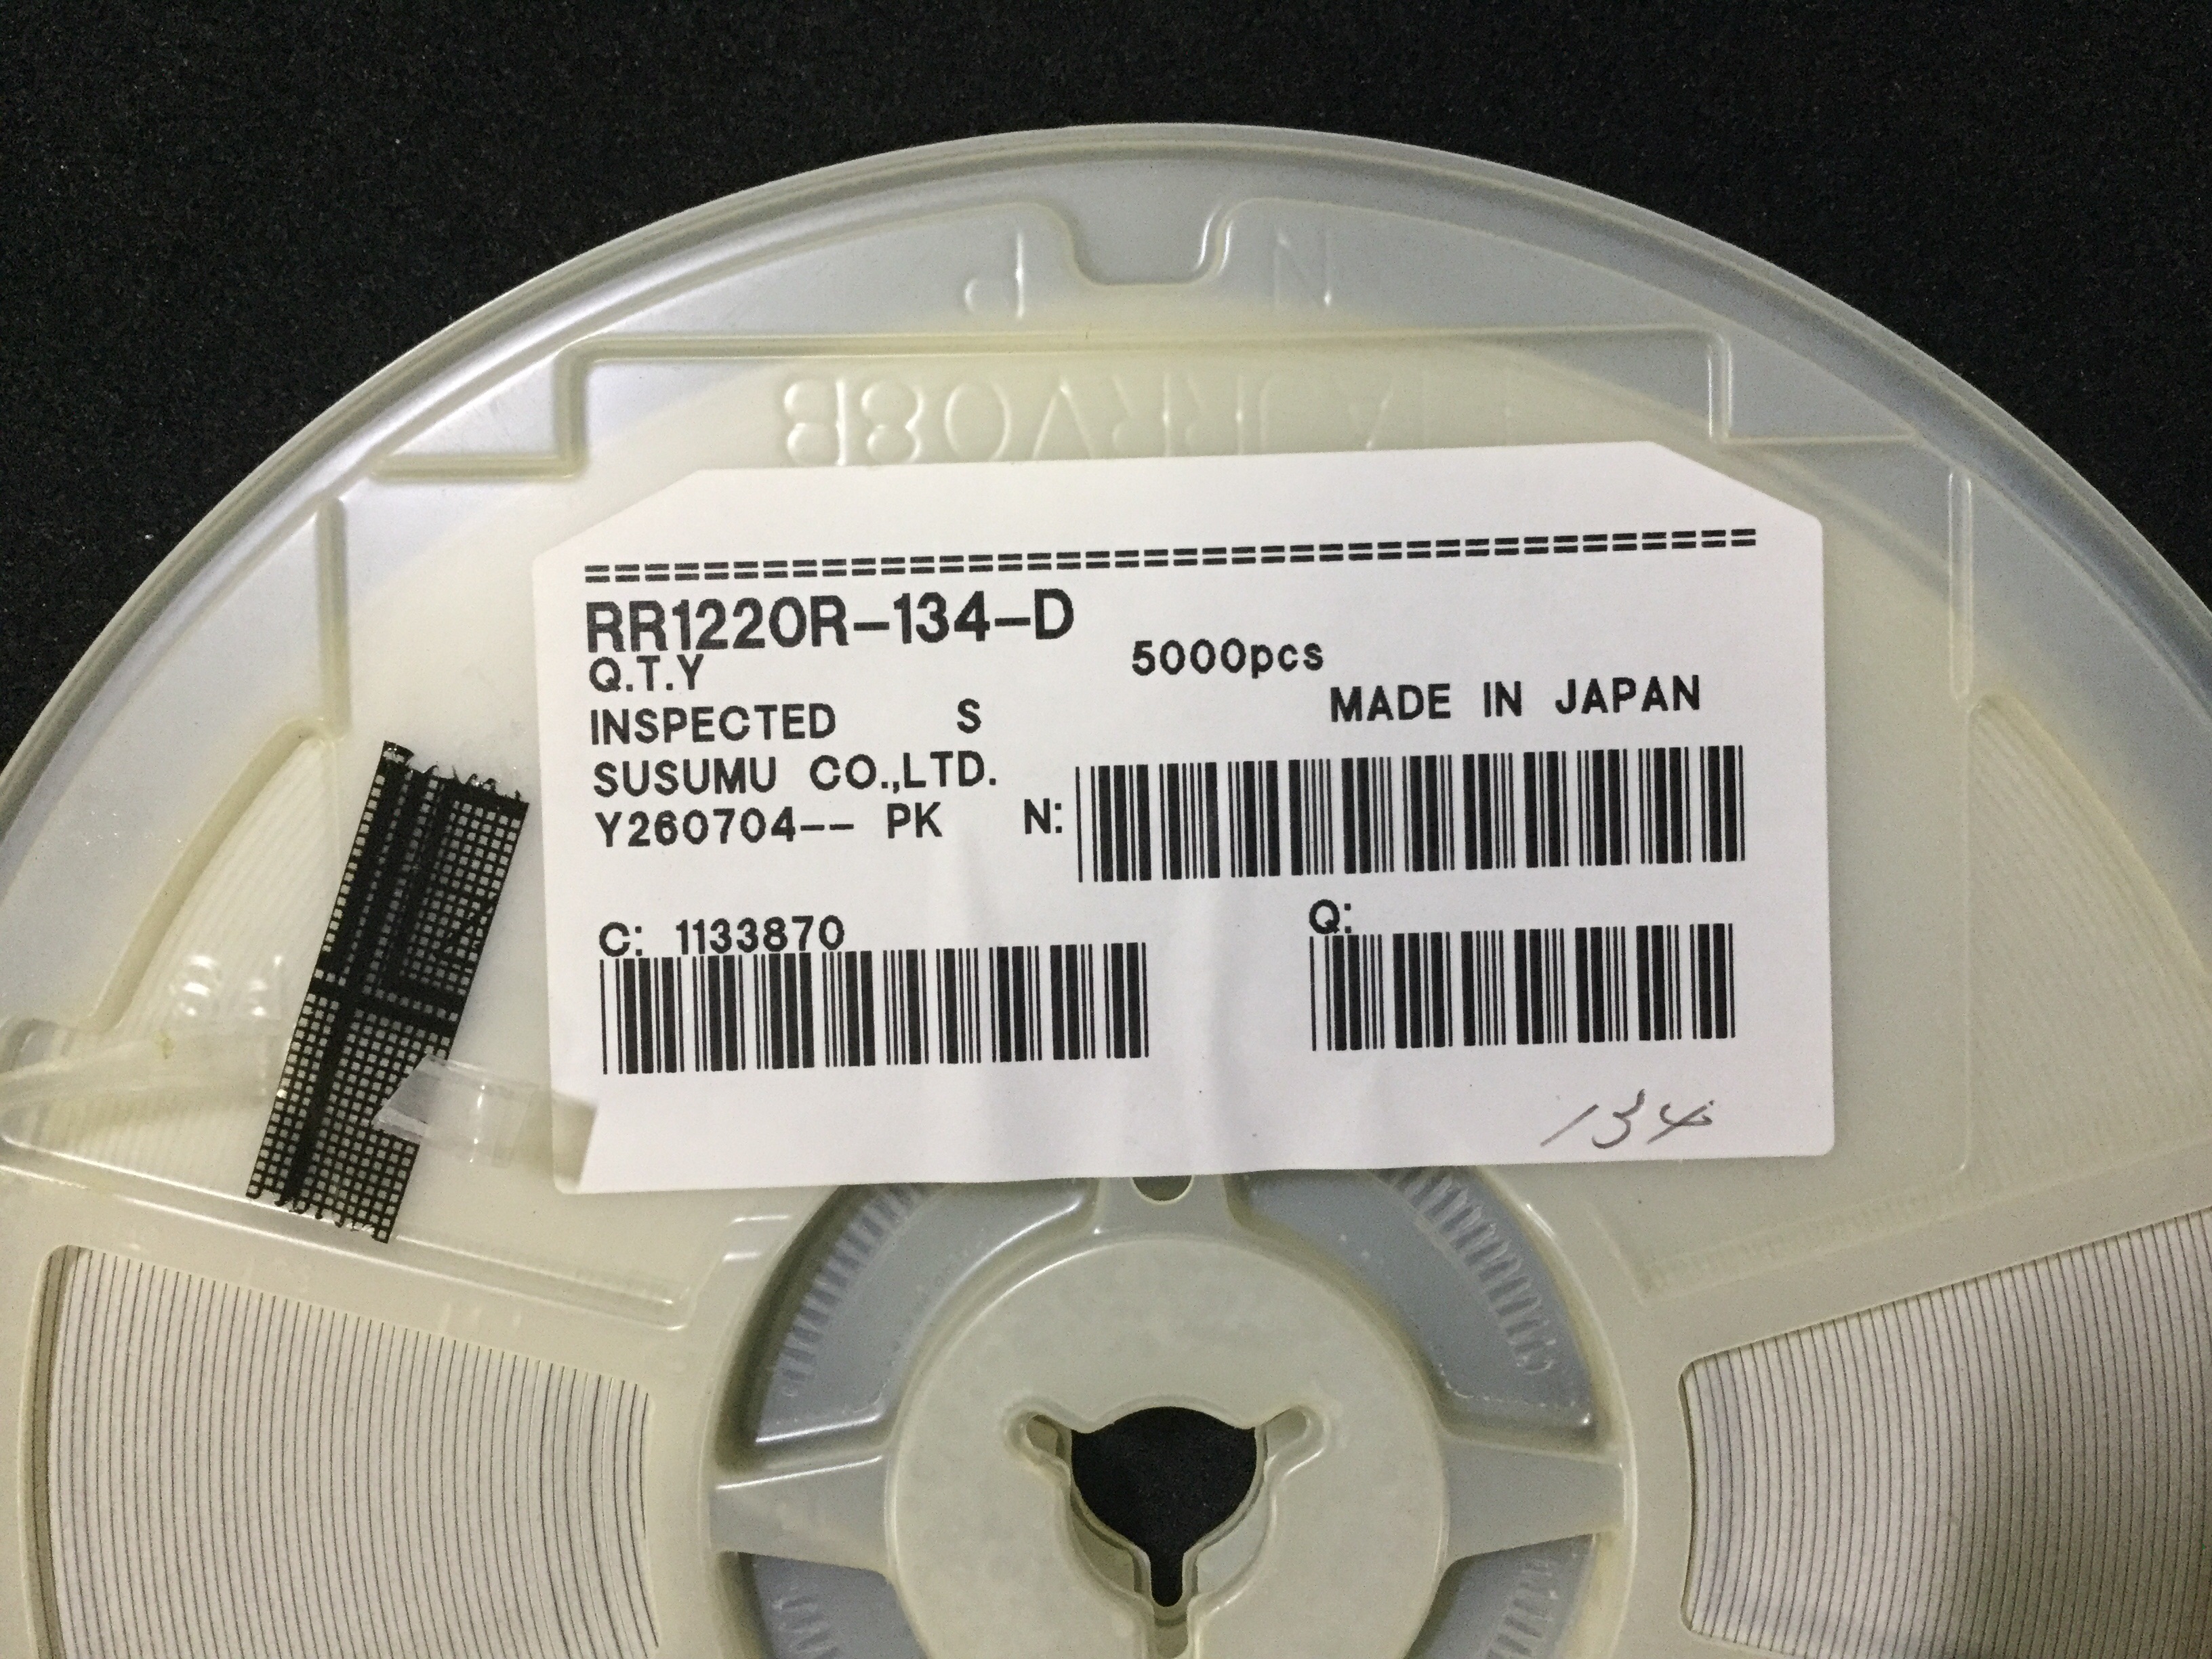 =======================================
RR1220R-134-D
Q.T.Y 5000pcs
INSPECTED S MADE IN JAPAN
SUSUMU CO.,LTD.
Y260704-- PK N:
C: 1133870 Q:
134